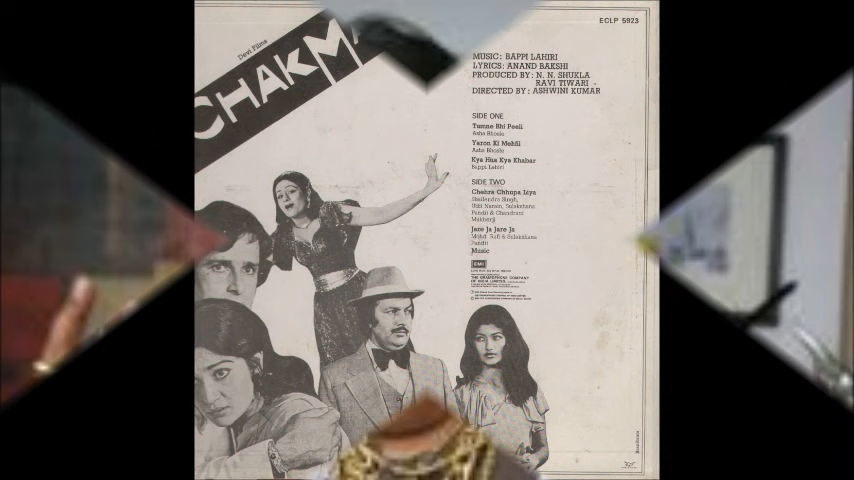 ECLP 5923
Devi Films
CHAKM
MUSIC: BAPPI LAHIRI
LYRICS: ANAND BAKSHI
PRODUCED BY: N. N. SHUKLA
RAVI TIWARI
DIRECTED BY: ASHWINI KUMAR
SIDE ONE
Tumne Bhi Peeli
Asha Bhosle
Yaron Ki Mehfil
Asha Bhosle
Kya Hua Kya Khabar
Bappi Lahiri
SIDE TWO
Chehra Chhupa Liya
Shailendra Singh,
Sulakshana
Pandit & Chandrani
Mukherji
Jare Ja Jare Ja
Mohd. Rafi & Sulakshana
Pandit
Music
EMI
THE GRAMOPHONE COMPANY
OF INDIA LIMITED